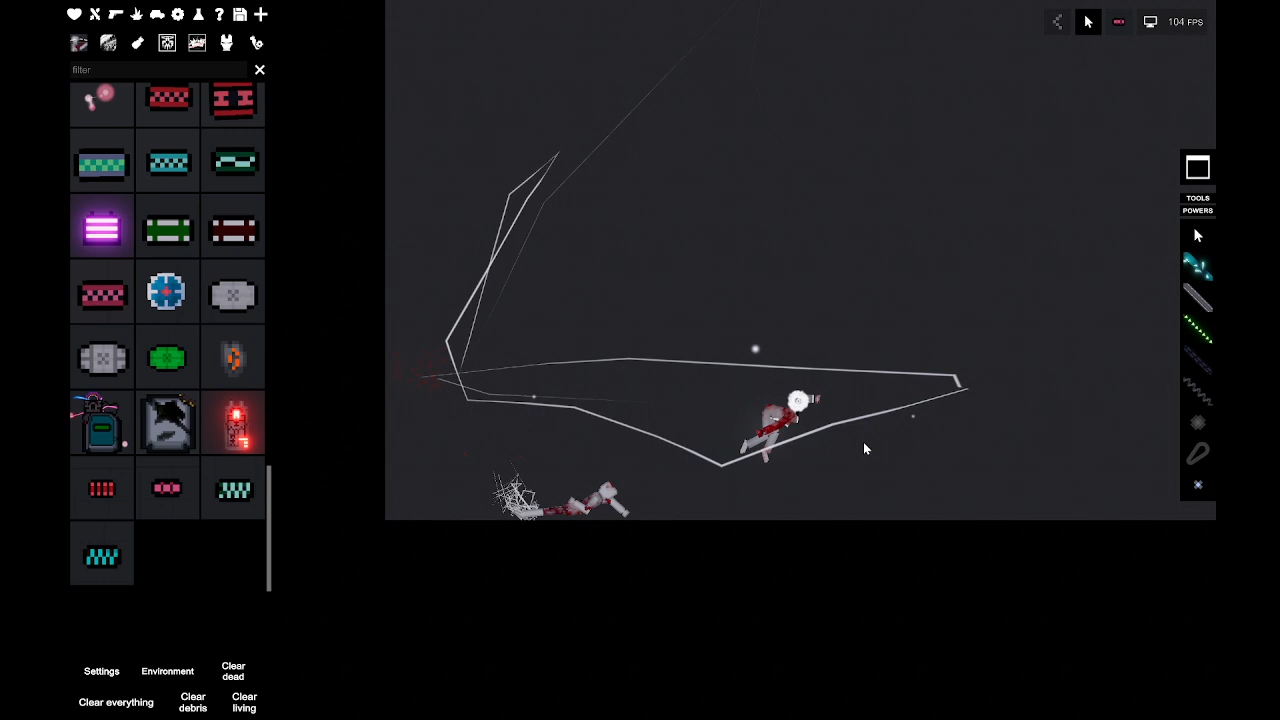 filter
104 FPS
TOOLS
POWERS
Settings
Environment
Clear dead
Clear everything
Clear debris
Clear living